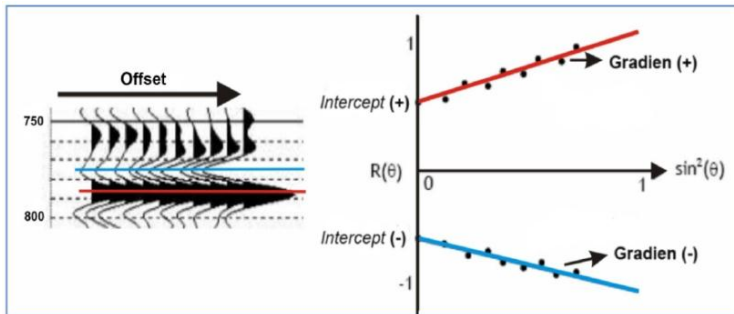 Offset
750
800
1
Gradien (+)
Intercept (+)
R(θ)
0
1
sin²(θ)
Intercept (-)
Gradien (-)
-1